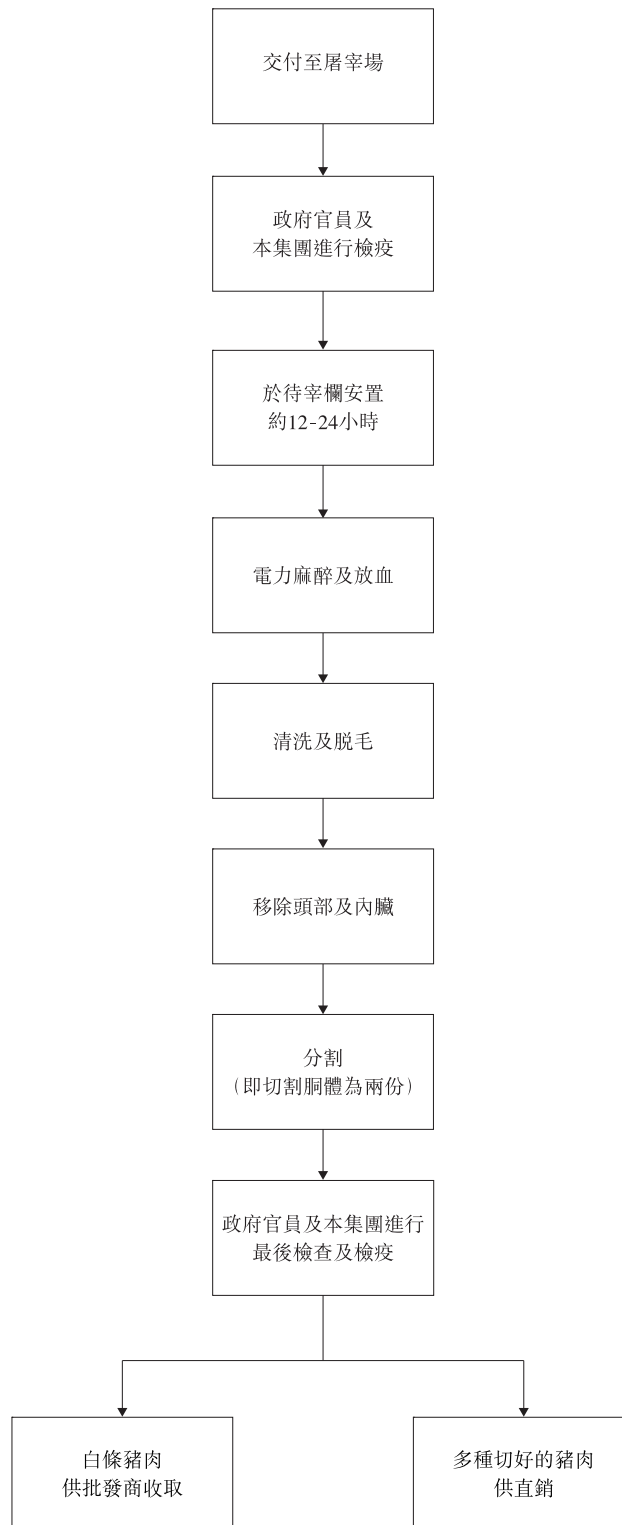 交付至屠宰場
政府官員及
本集團進行檢疫
於待宰欄安置
約12-24小時
電力麻醉及放血
清洗及脫毛
移除頭部及內臟
分割
（即切割胴體為兩份）
政府官員及本集團進行
最後檢查及檢疫
白條豬肉
供批發商收取
多種切好的豬肉
供直銷